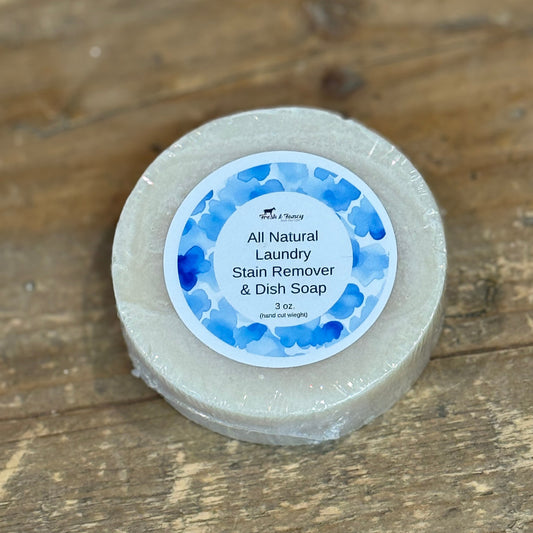 Fresh & Fancy
All Natural
Laundry
Stain Remover
& Dish Soap
3 oz.
(hand cut wieght)